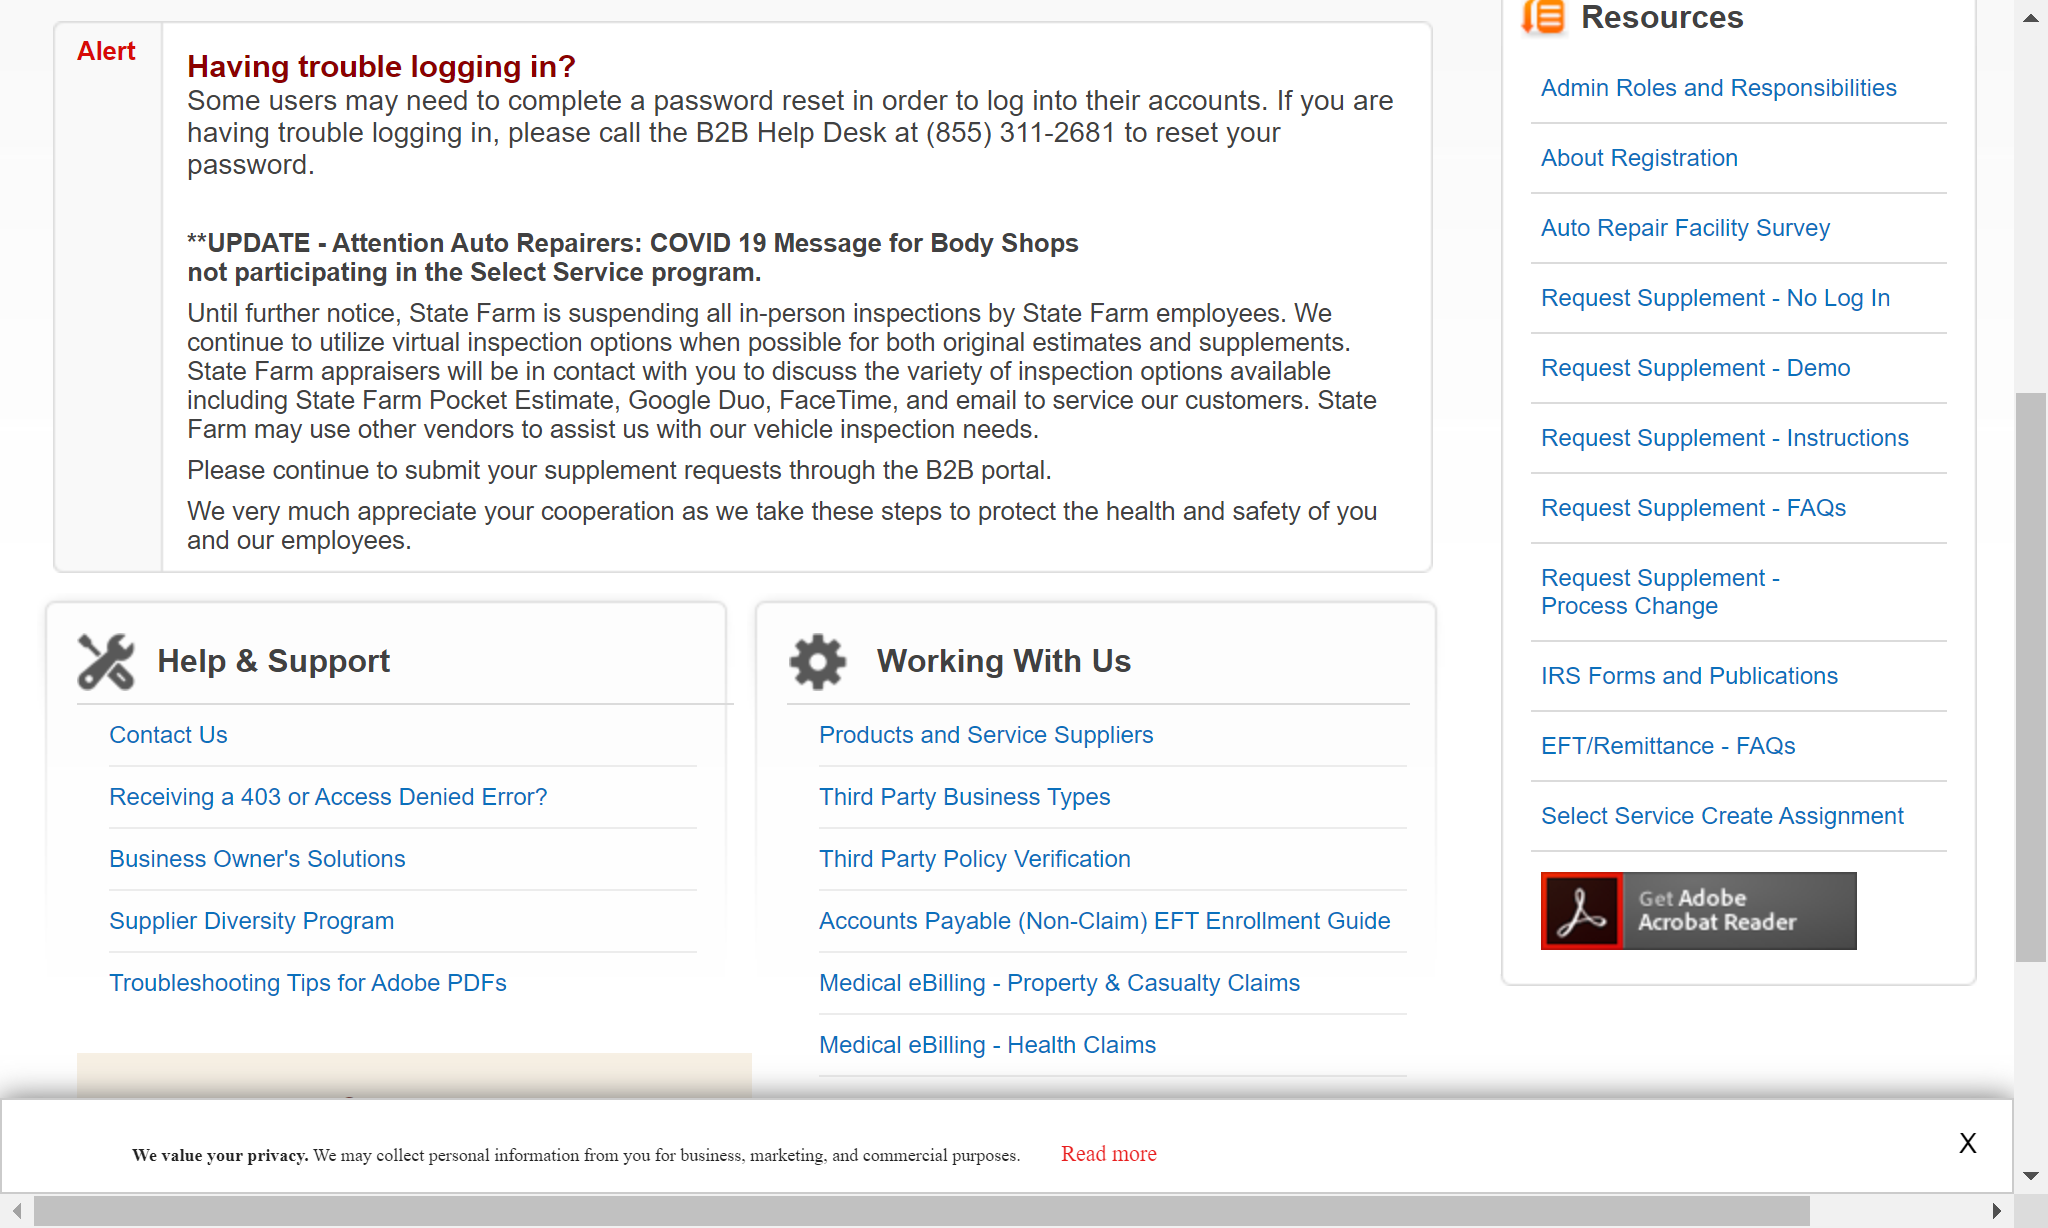 Alert
Having trouble logging in?
Some users may need to complete a password reset in order to log into their accounts. If you are
having trouble logging in, please call the B2B Help Desk at (855) 311-2681 to reset your
password.
**UPDATE - Attention Auto Repairers: COVID 19 Message for Body Shops
not participating in the Select Service program.
Until further notice, State Farm is suspending all in-person inspections by State Farm employees. We
continue to utilize virtual inspection options when possible for both original estimates and supplements.
State Farm appraisers will be in contact with you to discuss the variety of inspection options available
including State Farm Pocket Estimate, Google Duo, FaceTime, and email to service our customers. State
Farm may use other vendors to assist us with our vehicle inspection needs.
Please continue to submit your supplement requests through the B2B portal.
We very much appreciate your cooperation as we take these steps to protect the health and safety of you
and our employees.
Help & Support
Contact Us
Receiving a 403 or Access Denied Error?
Business Owner's Solutions
Supplier Diversity Program
Troubleshooting Tips for Adobe PDFs
Working With Us
Products and Service Suppliers
Third Party Business Types
Third Party Policy Verification
Accounts Payable (Non-Claim) EFT Enrollment Guide
Medical eBilling - Property & Casualty Claims
Medical eBilling - Health Claims
Resources
Admin Roles and Responsibilities
About Registration
Auto Repair Facility Survey
Request Supplement - No Log In
Request Supplement - Demo
Request Supplement - Instructions
Request Supplement - FAQs
Request Supplement -
Process Change
IRS Forms and Publications
EFT/Remittance - FAQs
Select Service Create Assignment
Get Adobe
Acrobat Reader
We value your privacy. We may collect personal information from you for business, marketing, and commercial purposes. Read more
X